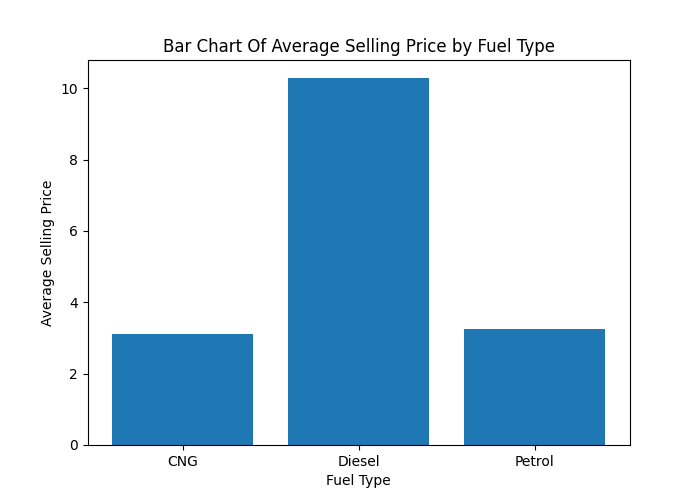 Bar Chart Of Average Selling Price by Fuel Type
Average Selling Price
10
8
6
4
2
0
CNG Diesel Petrol
Fuel Type